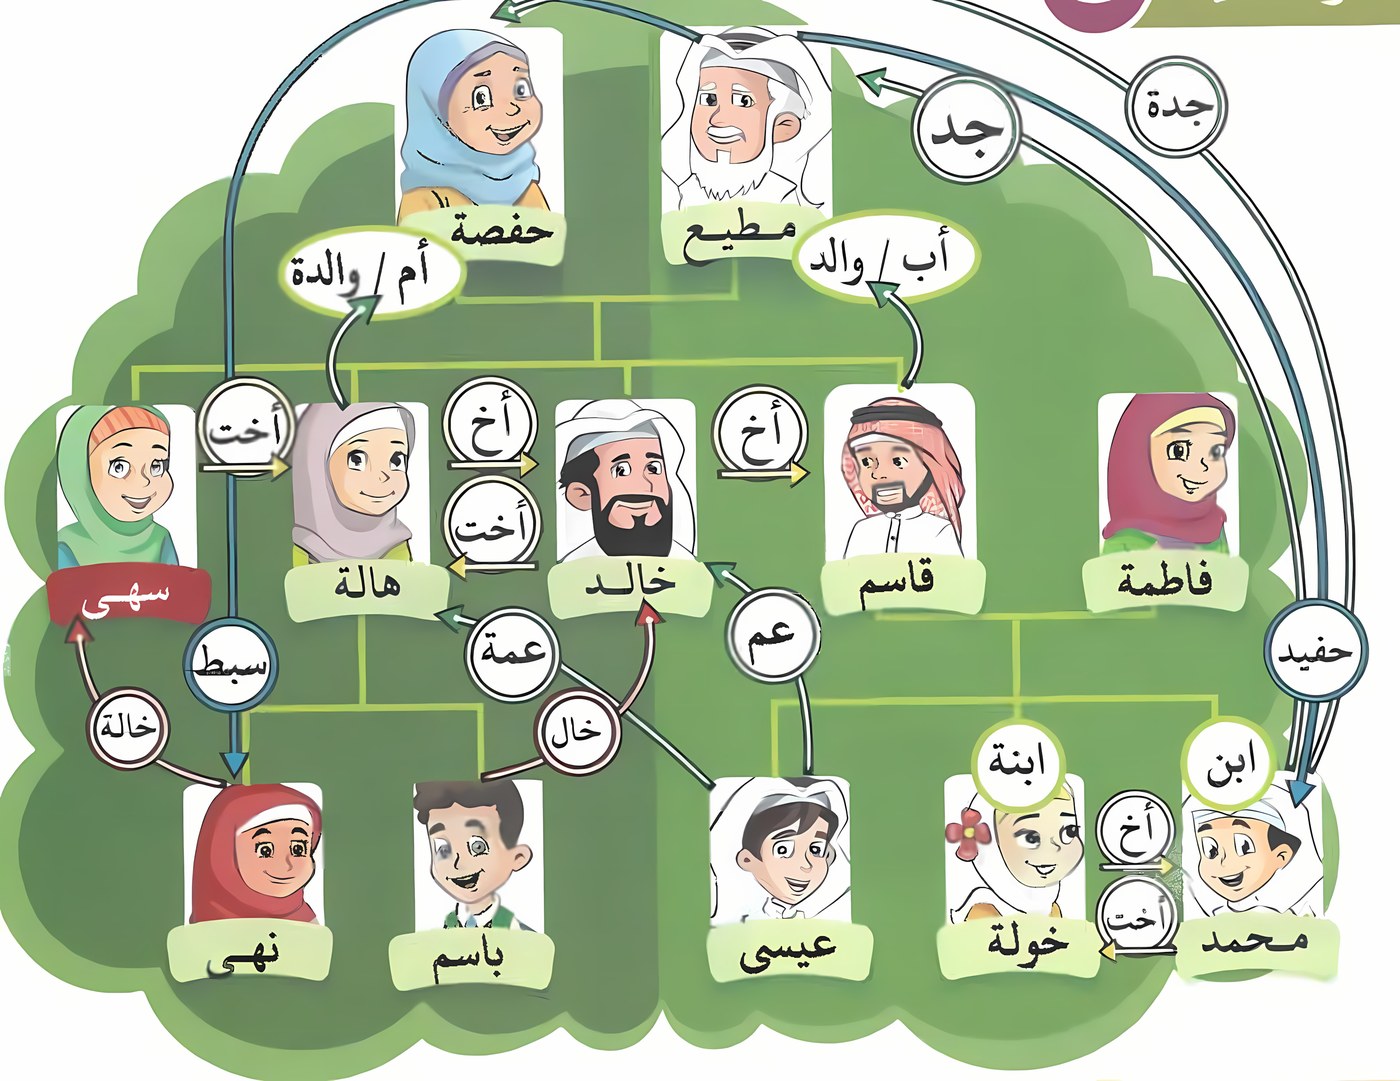 جدة
جد
حفصة
مطيع
أم / والدة
أب / والد
أخت
أخ
أخ
أخت
سهى
هالة
خالد
قاسم
فاطمة
عم
عمة
حفيد
سبط
خالة
خال
ابنة
ابن
أخ
أخت
نهى
باسم
عيسى
خولة
محمد